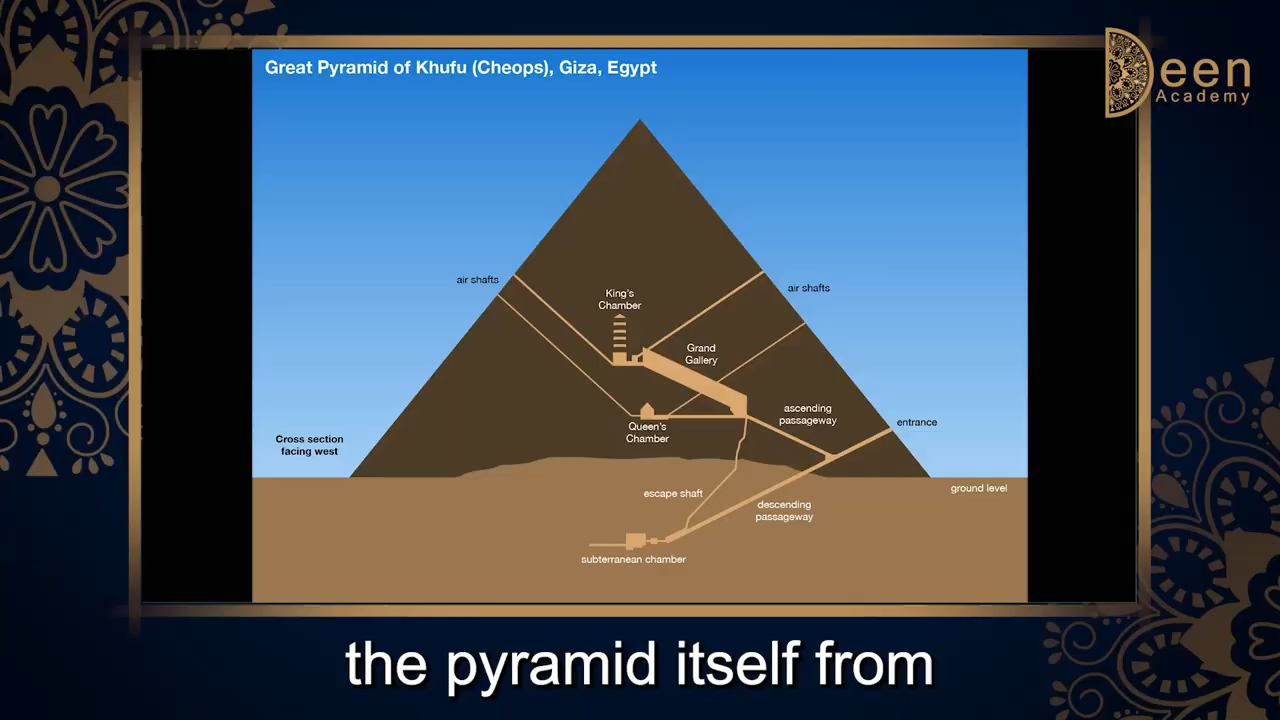 Great Pyramid of Khufu (Cheops), Giza, Egypt
Deen
Academy
air shafts
King's
Chamber
air shafts
Grand
Gallery
ascending
passageway
entrance
Queen's
Chamber
Cross section
facing west
escape shaft
ground level
descending
passageway
subterranean chamber
the pyramid itself from